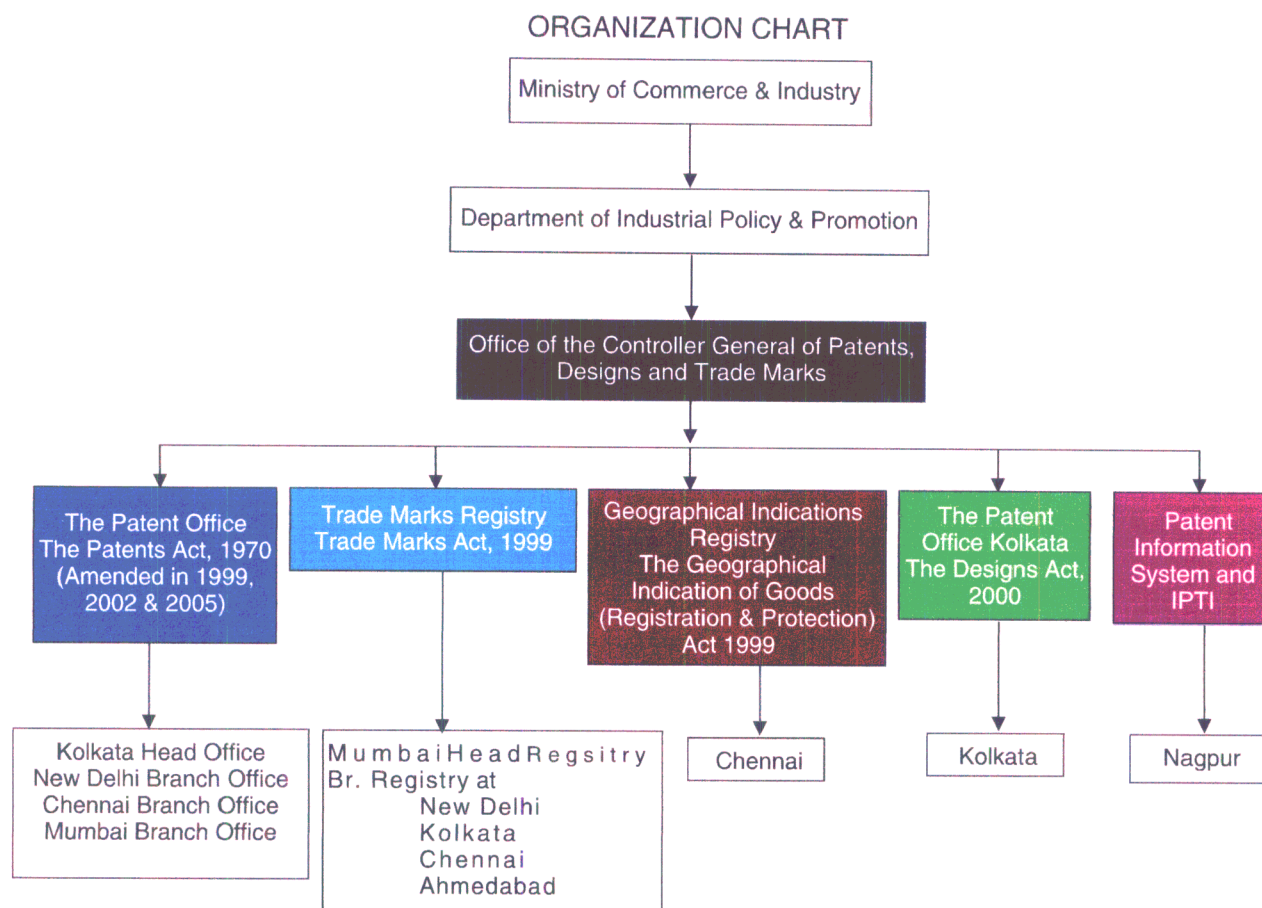 ORGANIZATION CHART
Ministry of Commerce & Industry
Department of Industrial Policy & Promotion
Office of the Controller General of Patents,
Designs and Trade Marks
The Patent Office
The Patents Act, 1970
(Amended in 1999,
2002 & 2005)
Trade Marks Registry
Trade Marks Act, 1999
Geographical Indications
Registry
The Geographical
Indication of Goods
(Registration & Protection)
Act 1999
The Patent
Office Kolkata
The Designs Act,
2000
Patent
Information
System and
IPTI
Kolkata Head Office
New Delhi Branch Office
Chennai Branch Office
Mumbai Branch Office
Mumbai Head Regsitry
Br. Registry at
New Delhi
Kolkata
Chennai
Ahmedabad
Chennai
Kolkata
Nagpur